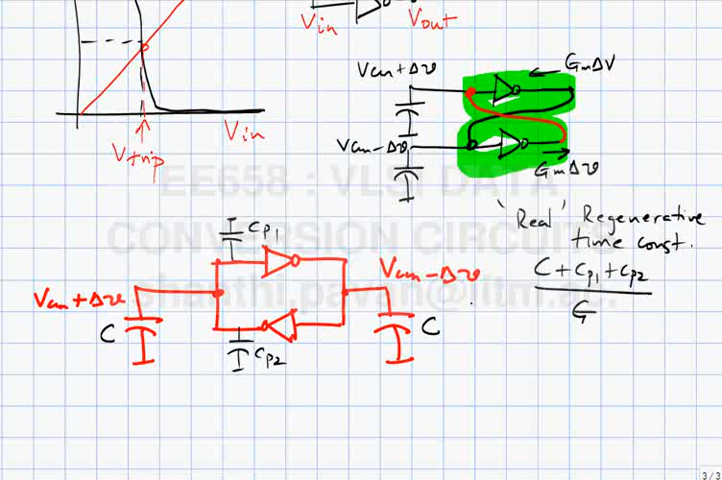 Vin
Vout
Vcm+Δv
GmΔV
Vin
Vcm-Δv
Vtrip
GmΔv
EE658 : VLSI DATA
CONVERSION CIRCUITS
'Real' Regenerative
time const.
Cp1
C+Cp1+Cp2
G
Vcm+Δv
Vcm-Δv
C
C
Cp2
3/3